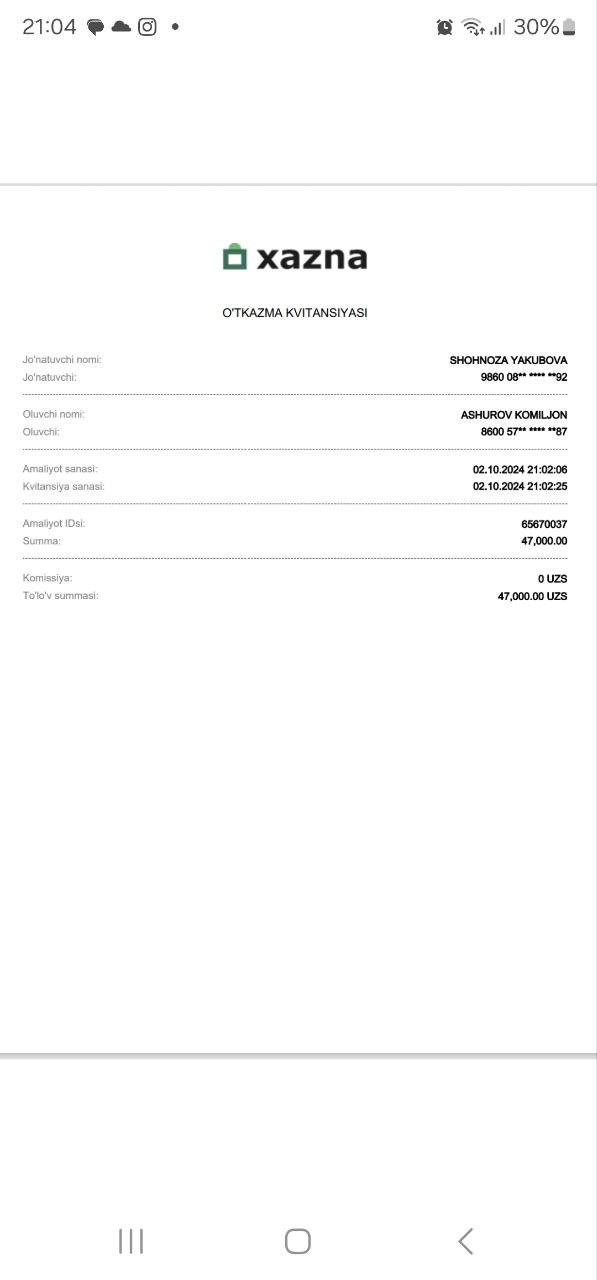 21:04 30%
xazna
O'TKAZMA KVITANSIYASI
Jo'natuvchi nomi: SHOHNOZA YAKUBOVA
Jo'natuvchi: 9860 08** **** **92
Oluvchi nomi: ASHUROV KOMILJON
Oluvchi: 8600 57** **** **87
Amaliyot sanasi: 02.10.2024 21:02:06
Kvitansiya sanasi: 02.10.2024 21:02:25
Amaliyot IDsi: 65670037
Summa: 47,000.00
Komissiya: 0 UZS
To'lo'v summasi: 47,000.00 UZS